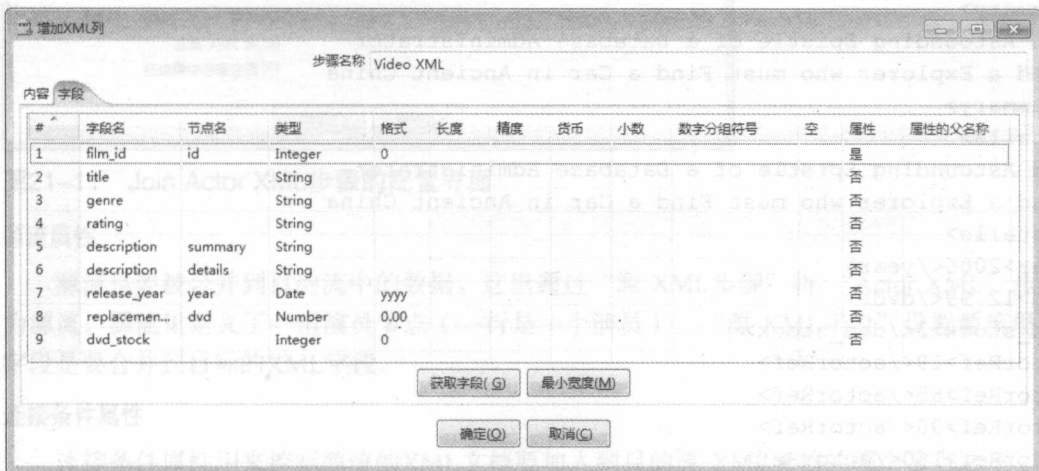 增加XML列
步骤名称 Video XML
内容 字段
# 字段名 节点名 类型 格式 长度 精度 货币 小数 数字分组符号 空 属性 属性的父名称
1 film_id id Integer 0 是
2 title String 否
3 genre String 否
4 rating String 否
5 description summary String 否
6 description details String 否
7 release_year year Date yyyy 否
8 replacemen... dvd Number 0.00 否
9 dvd_stock Integer 0 否
获取字段( G) 最小宽度(M)
确定(O) 取消(C)